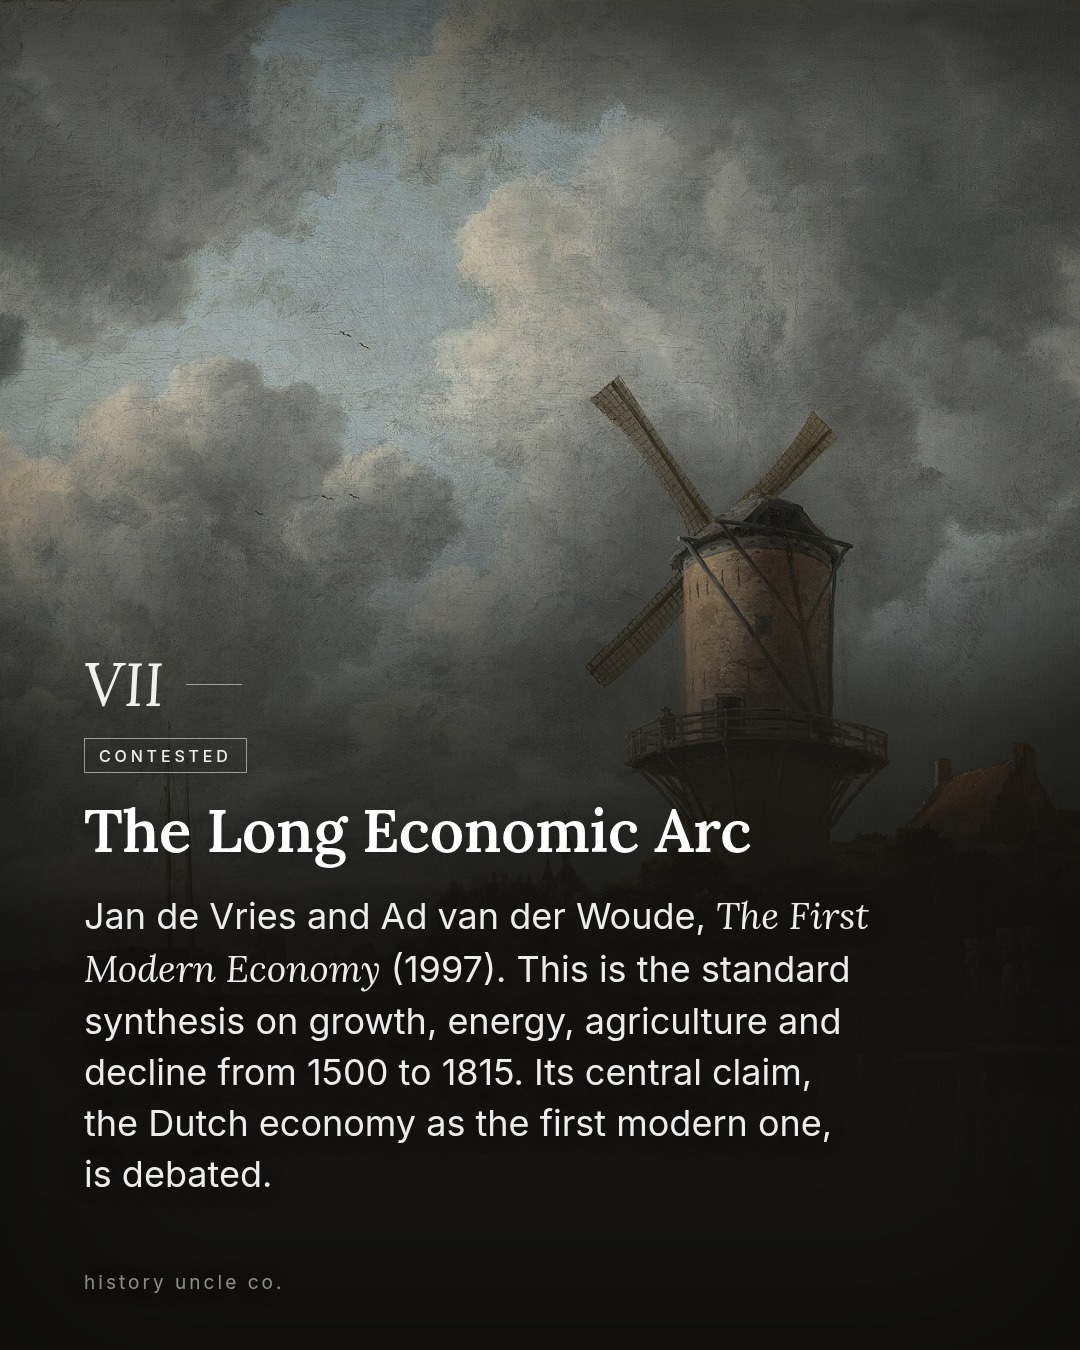 VII
CONTESTED
The Long Economic Arc
Jan de Vries and Ad van der Woude, The First
Modern Economy (1997). This is the standard
synthesis on growth, energy, agriculture and
decline from 1500 to 1815. Its central claim,
the Dutch economy as the first modern one,
is debated.
history uncle co.